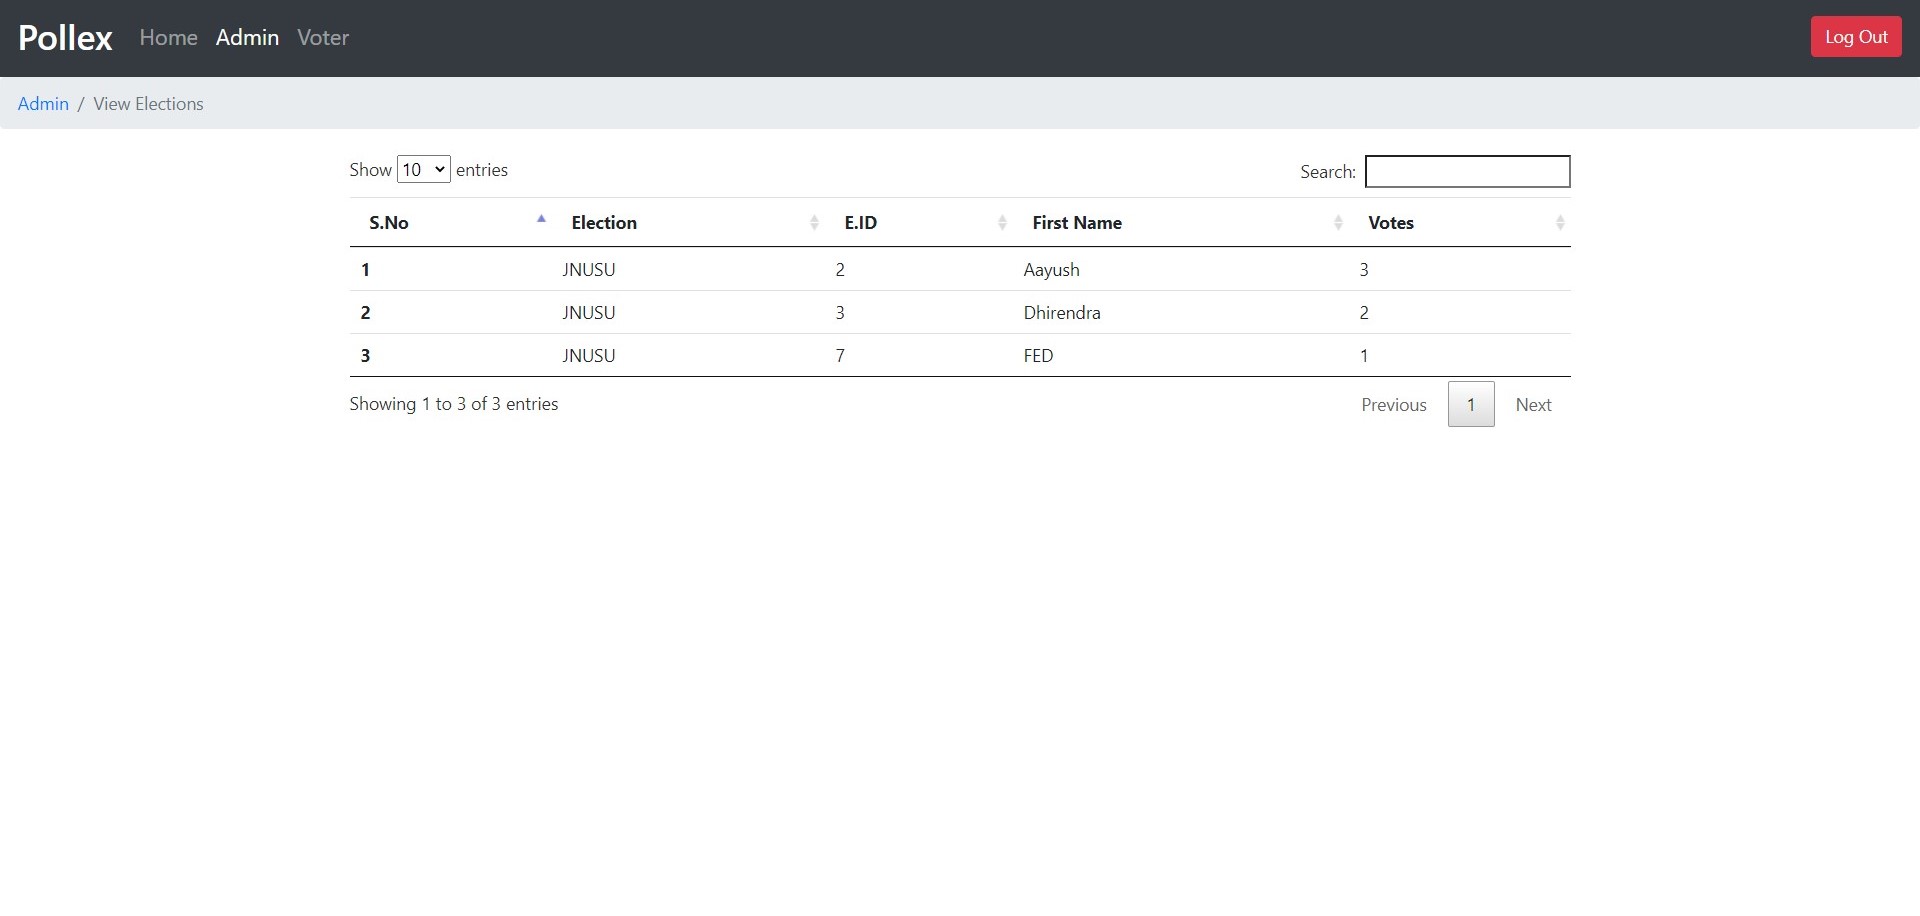 Pollex Home Admin Voter Log Out
Admin / View Elections
Show 10 entries Search:
S.No Election E.ID First Name Votes
1 JNUSU 2 Aayush 3
2 JNUSU 3 Dhirendra 2
3 JNUSU 7 FED 1
Showing 1 to 3 of 3 entries Previous 1 Next